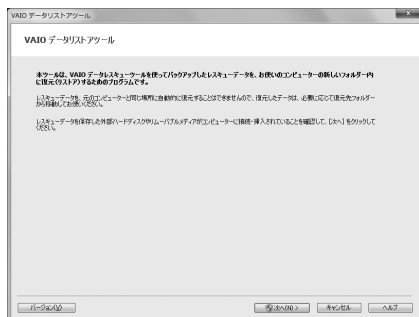 VAIO データリストアツール
VAIO データリストアツール
本ツールは、VAIO データレスキューツールを使ってバックアップしたレスキューデータを、お使いのコンピューターの新しいフォルダー内
に復元(リストア)するためのプログラムです。
レスキューデータを、元のコンピューターと同じ場所に自動的に復元することはできませんので、復元したデータは、必要に応じて復元先フォルダー
から移動してお使いください。
レスキューデータを保存した外部ハードディスクやリムーバブルメディアがコンピューターに接続・挿入されていることを確認して、[次へ] をクリックして
ください。
バージョン(V)
次へ(N) >
キャンセル
ヘルプ